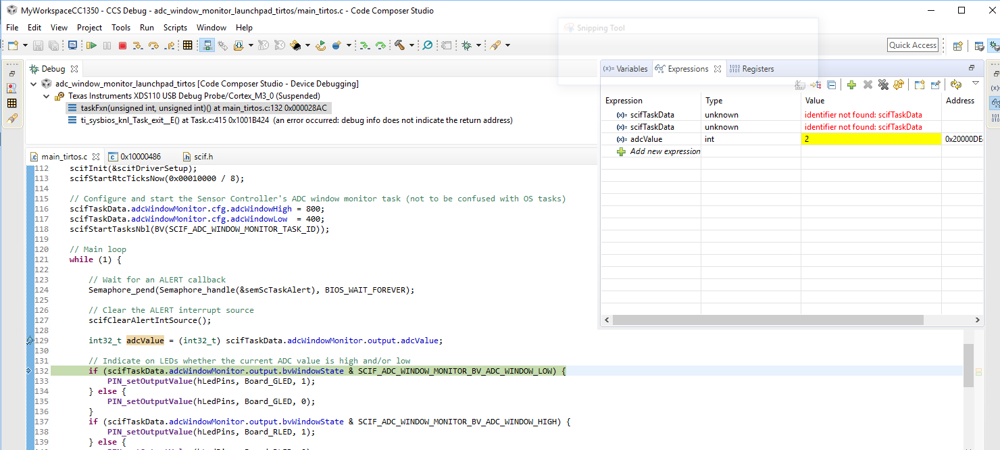 MyWorkspaceCC1350 - CCS Debug - adc_window_monitor_launchpad_tirtos/main_tirtos.c - Code Composer Studio
File Edit View Project Tools Run Scripts Window Help
Snipping Tool
Quick Access
Debug
adc_window_monitor_launchpad_tirtos [Code Composer Studio - Device Debugging]
Texas Instruments XDS110 USB Debug Probe/Cortex_M3_0 (Suspended)
taskFxn(unsigned int, unsigned int)() at main_tirtos.c:132 0x000028AC
ti_sysbios_knl_Task_exit__E() at Task.c:415 0x1001B424 (an error occurred: debug info does not indicate the return address)
(x)= Variables Expressions 1010 0101 Registers
Expression Type Value Address
(x)= scifTaskData unknown identifier not found: scifTaskData
(x)= scifTaskData unknown identifier not found: scifTaskData
(x)= adcValue int 2 0x20000DE
Add new expression
main_tirtos.c 0x10000486 scif.h
112 scifInit(&scifDriverSetup);
113 scifStartRtcTicksNow(0x00010000 / 8);
114
115 // Configure and start the Sensor Controller's ADC window monitor task (not to be confused with OS tasks)
116 scifTaskData.adcWindowMonitor.cfg.adcWindowHigh = 800;
117 scifTaskData.adcWindowMonitor.cfg.adcWindowLow  = 400;
118 scifStartTasksNbl(BV(SCIF_ADC_WINDOW_MONITOR_TASK_ID));
119
120 // Main loop
121 while (1) {
122
123 // Wait for an ALERT callback
124 Semaphore_pend(Semaphore_handle(&semScTaskAlert), BIOS_WAIT_FOREVER);
125
126 // Clear the ALERT interrupt source
127 scifClearAlertIntSource();
128
129 int32_t adcValue = (int32_t) scifTaskData.adcWindowMonitor.output.adcValue;
130
131 // Indicate on LEDs whether the current ADC value is high and/or low
132 if (scifTaskData.adcWindowMonitor.output.bvWindowState & SCIF_ADC_WINDOW_MONITOR_BV_ADC_WINDOW_LOW) {
133 PIN_setOutputValue(hLedPins, Board_GLED, 1);
134 } else {
135 PIN_setOutputValue(hLedPins, Board_GLED, 0);
136 }
137 if (scifTaskData.adcWindowMonitor.output.bvWindowState & SCIF_ADC_WINDOW_MONITOR_BV_ADC_WINDOW_HIGH) {
138 PIN_setOutputValue(hLedPins, Board_RLED, 1);
139 } else {